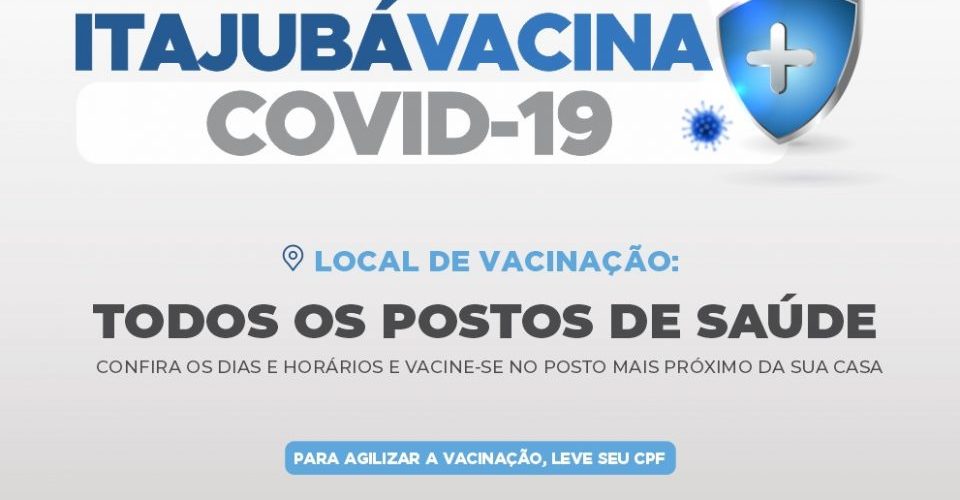 ITAJUBÁVACINA
COVID-19
LOCAL DE VACINAÇÃO:
TODOS OS POSTOS DE SAÚDE
CONFIRA OS DIAS E HORÁRIOS E VACINE-SE NO POSTO MAIS PRÓXIMO DA SUA CASA
PARA AGILIZAR A VACINAÇÃO, LEVE SEU CPF